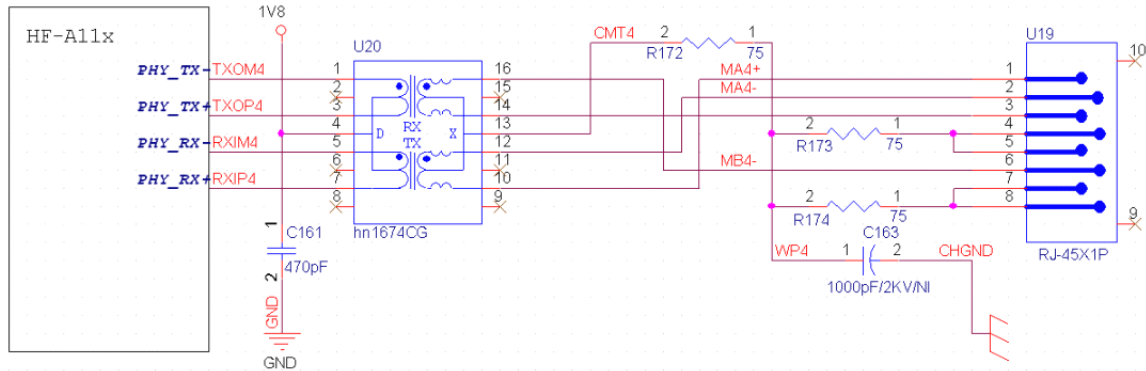 HF-A11x
1V8
U20
CMT4
2
1
R172
75
U19
10
PHY_TX-
TXOM4
1
16
MA4+
1
2
15
MA4-
2
PHY_TX+
TXOP4
3
14
3
4
D
RX
X
13
2
1
4
TX
R173
75
PHY_RX-
RXIM4
5
12
5
6
11
MB4-
6
PHY_RX+
RXIP4
7
10
7
8
9
2
1
8
R174
75
9
hn1674CG
1
C161
C163
470pF
WP4
1
2
CHGND
RJ-45X1P
2
1000pF/2KV/NI
GND
GND